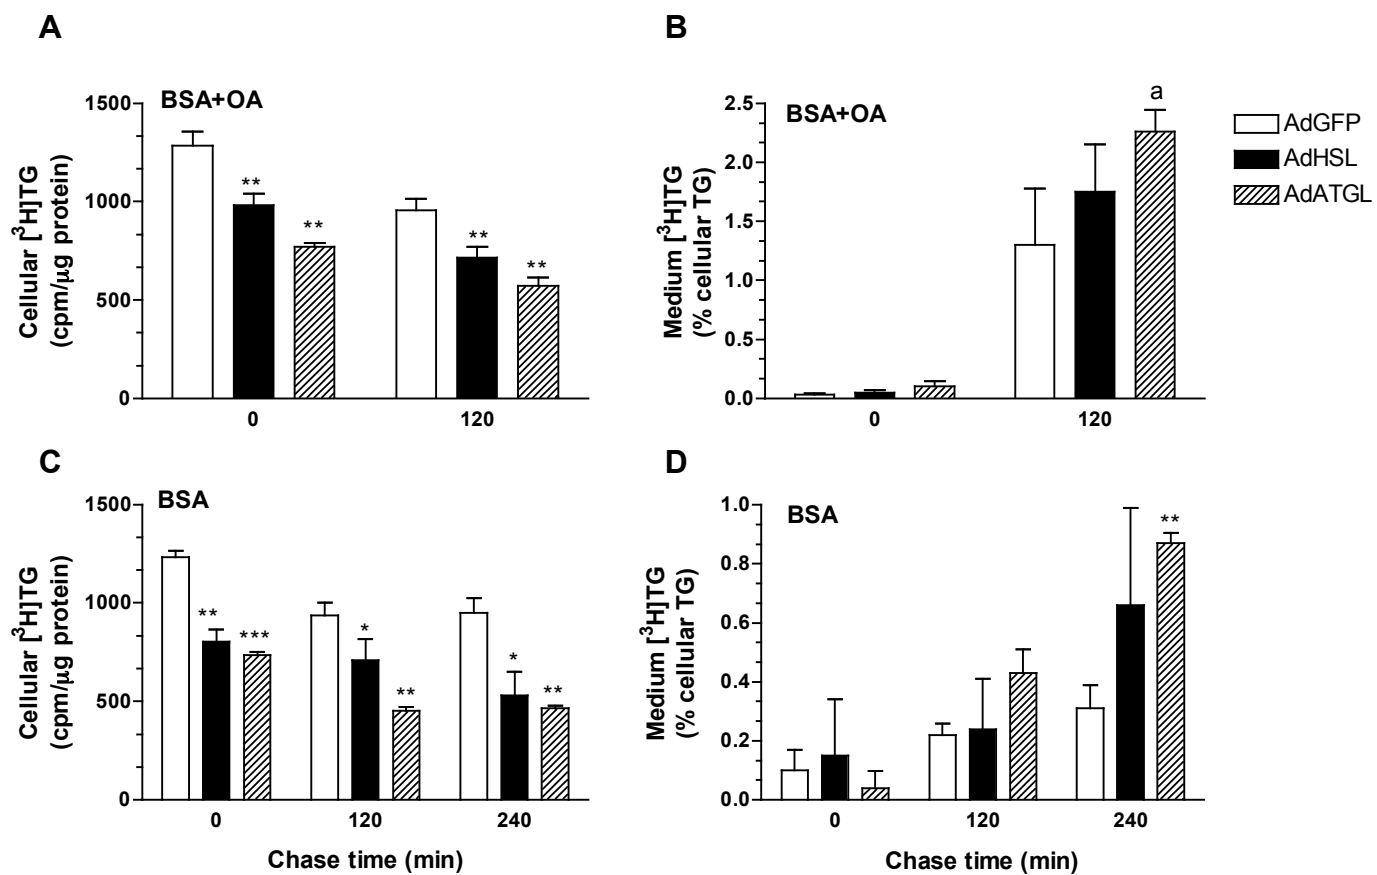 A
BSA+OA
Cellular [³H]TG
(cpm/µg protein)
1500
1000
500
0
**
**
**
**
0
120
B
BSA+OA
Medium [³H]TG
(% cellular TG)
2.5
2.0
1.5
1.0
0.5
0.0
a
0
120
AdGFP
AdHSL
AdATGL
C
BSA
Cellular [³H]TG
(cpm/µg protein)
1500
1000
500
0
**
***
*
**
*
**
0
120
240
Chase time (min)
D
BSA
Medium [³H]TG
(% cellular TG)
1.0
0.8
0.6
0.4
0.2
0.0
**
0
120
240
Chase time (min)